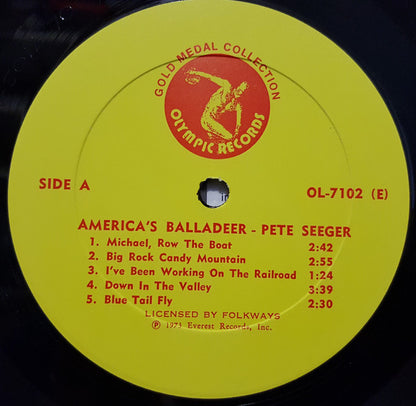 GOLD MEDAL COLLECTION
OLYMPIC RECORDS
SIDE A
OL-7102 (E)
AMERICA'S BALLADEER - PETE SEEGER
1. Michael, Row The Boat 2:42
2. Big Rock Candy Mountain 2:55
3. I've Been Working On The Railroad 1:24
4. Down In The Valley 3:39
5. Blue Tail Fly 2:30
LICENSED BY FOLKWAYS
Ⓟ 1973 Everest Records, Inc.